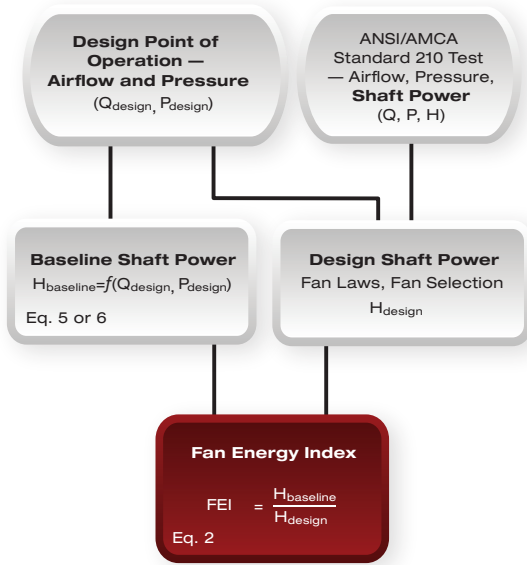 Design Point of
Operation —
Airflow and Pressure
(Qdesign, Pdesign)
ANSI/AMCA
Standard 210 Test
— Airflow, Pressure,
Shaft Power
(Q, P, H)
Baseline Shaft Power
Hbaseline=f(Qdesign, Pdesign)
Eq. 5 or 6
Design Shaft Power
Fan Laws, Fan Selection
Hdesign
Fan Energy Index
FEI = Hbaseline
Hdesign
Eq. 2